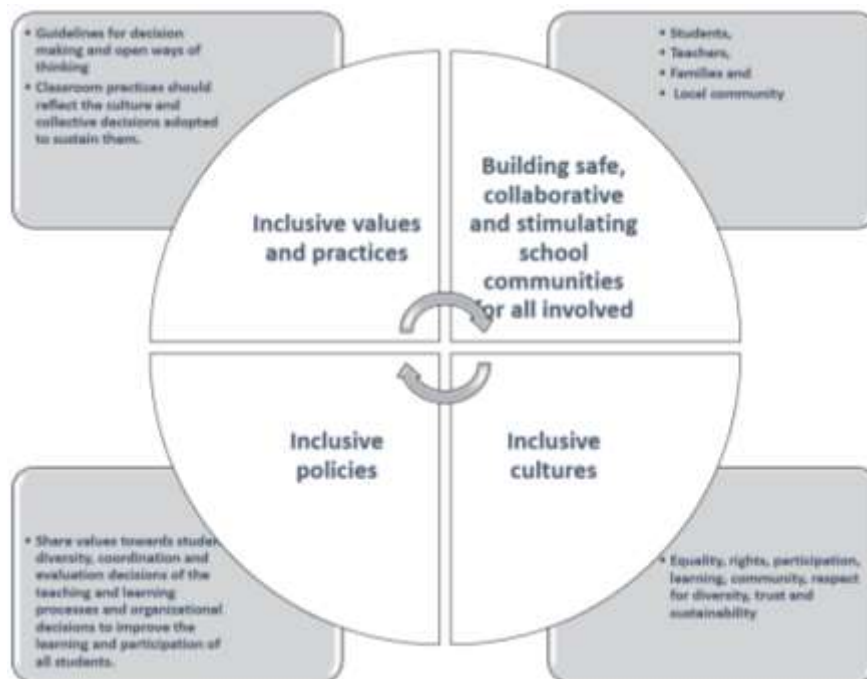 • Guidelines for decision
making and open ways of
thinking
• Classroom practices should
reflect the culture and
collective decisions adopted
to sustain them.
• Students,
• Teachers,
• Families and
• Local community
Inclusive values
and practices
Building safe,
collaborative
and stimulating
school
communities
for all involved
Inclusive
policies
Inclusive
cultures
• Share values towards studen
diversity, coordination and
evaluation decisions of the
teaching and learning
processes and organizational
decisions to improve the
learning and participation of
all students.
• Equality, rights, participation,
learning, community, respect
for diversity, trust and
sustainability